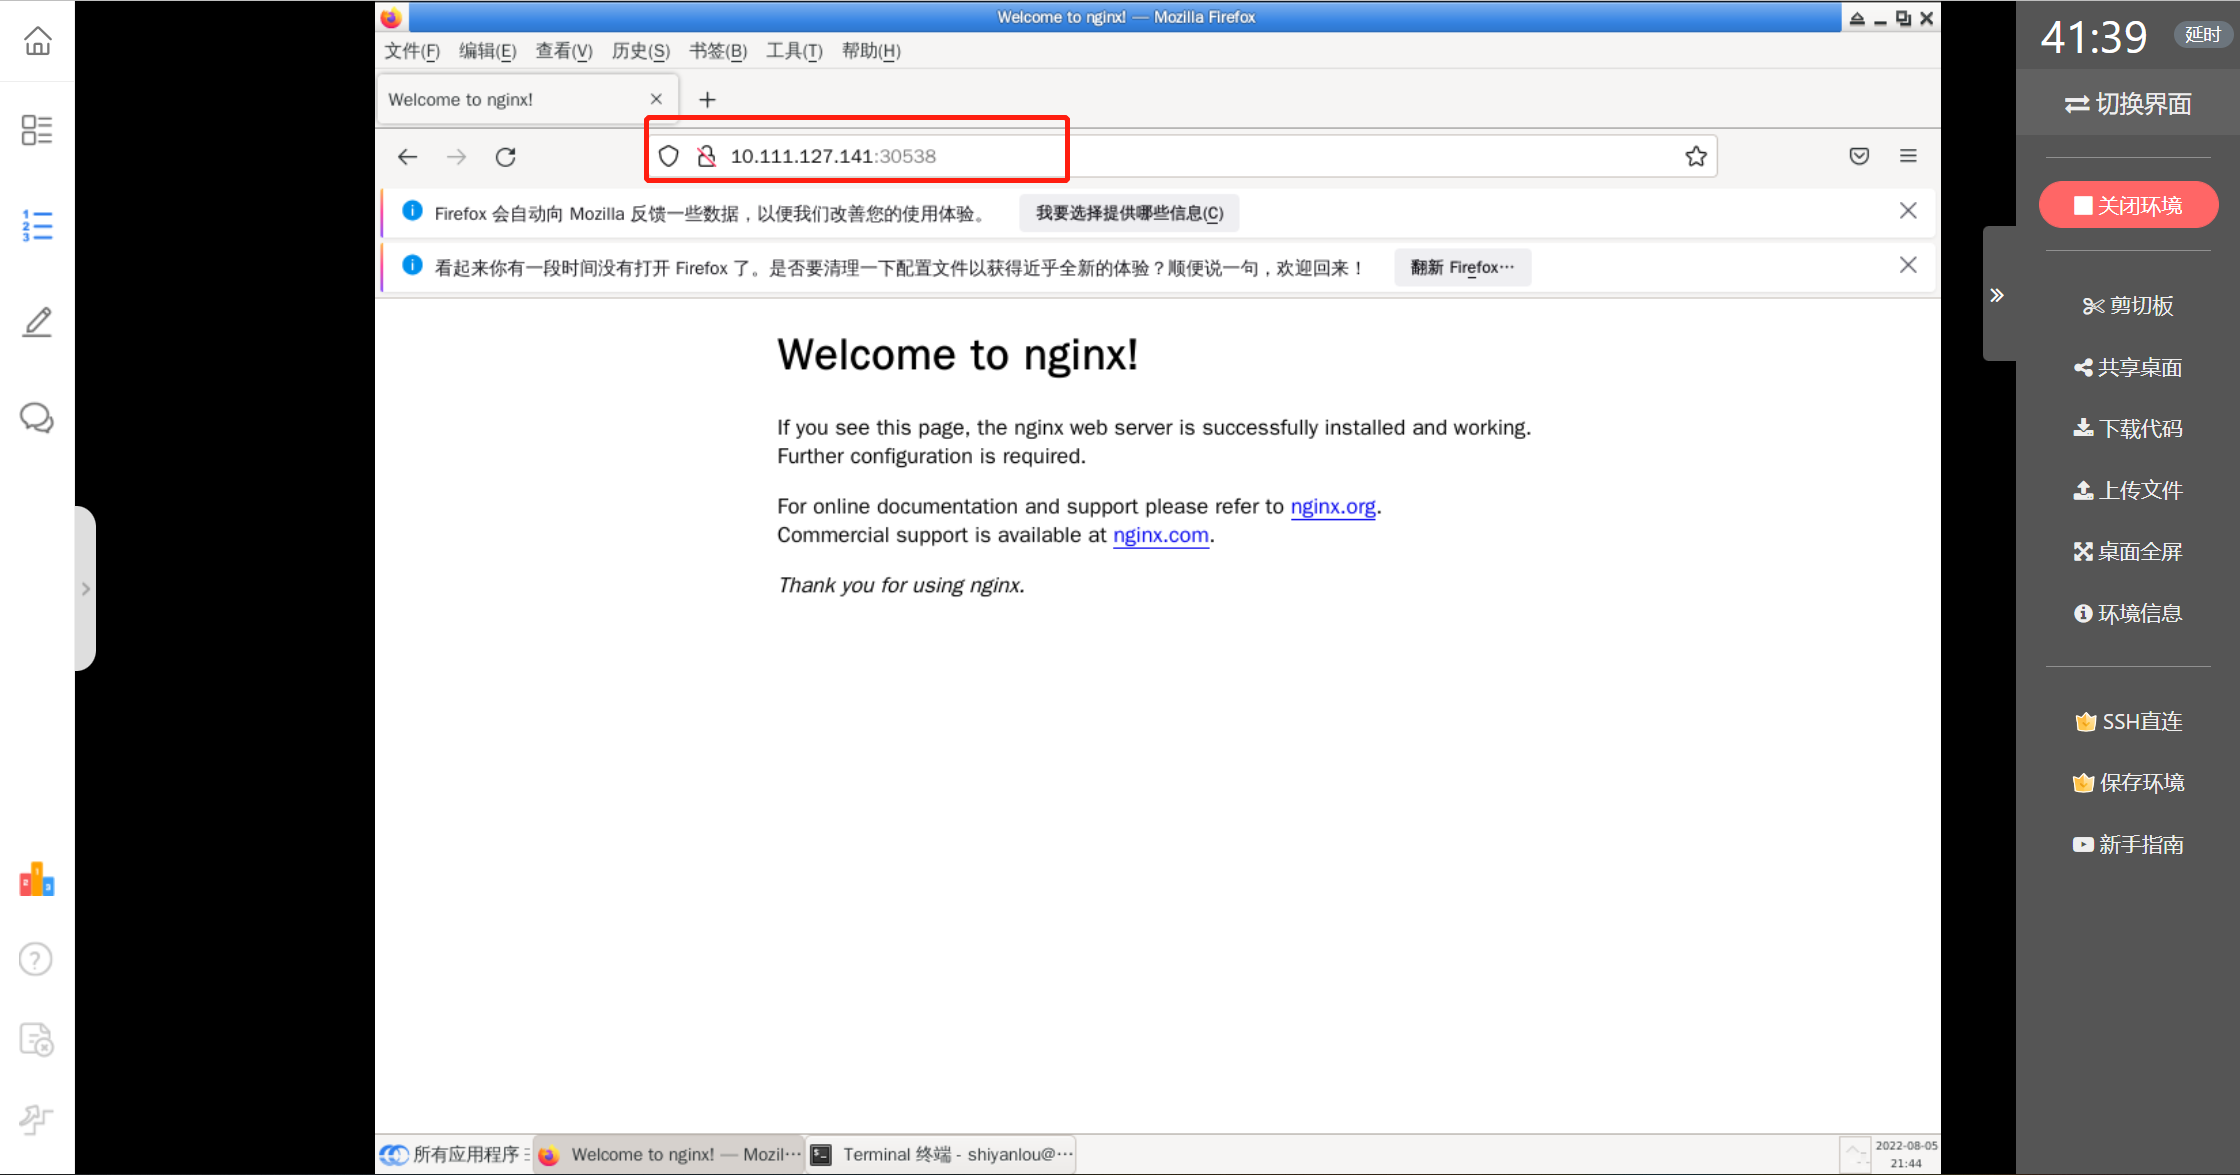 Welcome to nginx! — Mozilla Firefox
文件(F) 编辑(E) 查看(V) 历史(S) 书签(B) 工具(T) 帮助(H)
Welcome to nginx!
10.111.127.141:30538
Firefox 会自动向 Mozilla 反馈一些数据，以便我们改善您的使用体验。 我要选择提供哪些信息(C)
看起来你有一段时间没有打开 Firefox 了。是否要清理一下配置文件以获得近乎全新的体验？顺便说一句，欢迎回来！ 翻新 Firefox…
Welcome to nginx!
If you see this page, the nginx web server is successfully installed and working.
Further configuration is required.
For online documentation and support please refer to nginx.org.
Commercial support is available at nginx.com.
Thank you for using nginx.
所有应用程序 Welcome to nginx! — Mozil… Terminal 终端 - shiyanlou@…
2022-08-05
21:44
41:39 延时
切换界面
关闭环境
剪切板
共享桌面
下载代码
上传文件
桌面全屏
环境信息
SSH直连
保存环境
新手指南